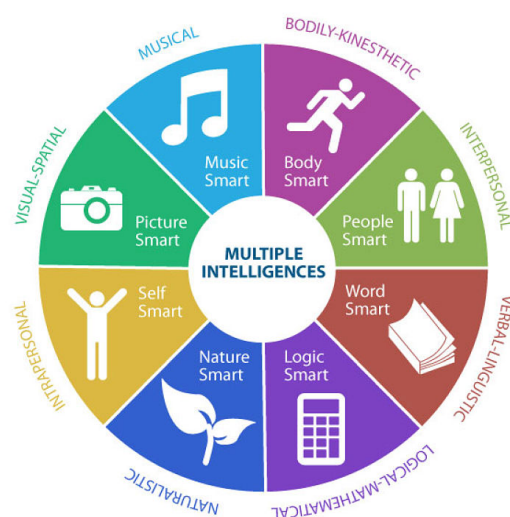 MUSICAL
BODILY-KINESTHETIC
INTERPERSONAL
VERBAL-LINGUISTIC
LOGICAL-MATHEMATICAL
NATURALISTIC
INTRAPERSONAL
VISUAL-SPATIAL
Music
Smart
Body
Smart
People
Smart
Word
Smart
Logic
Smart
Nature
Smart
Self
Smart
Picture
Smart
MULTIPLE
INTELLIGENCES